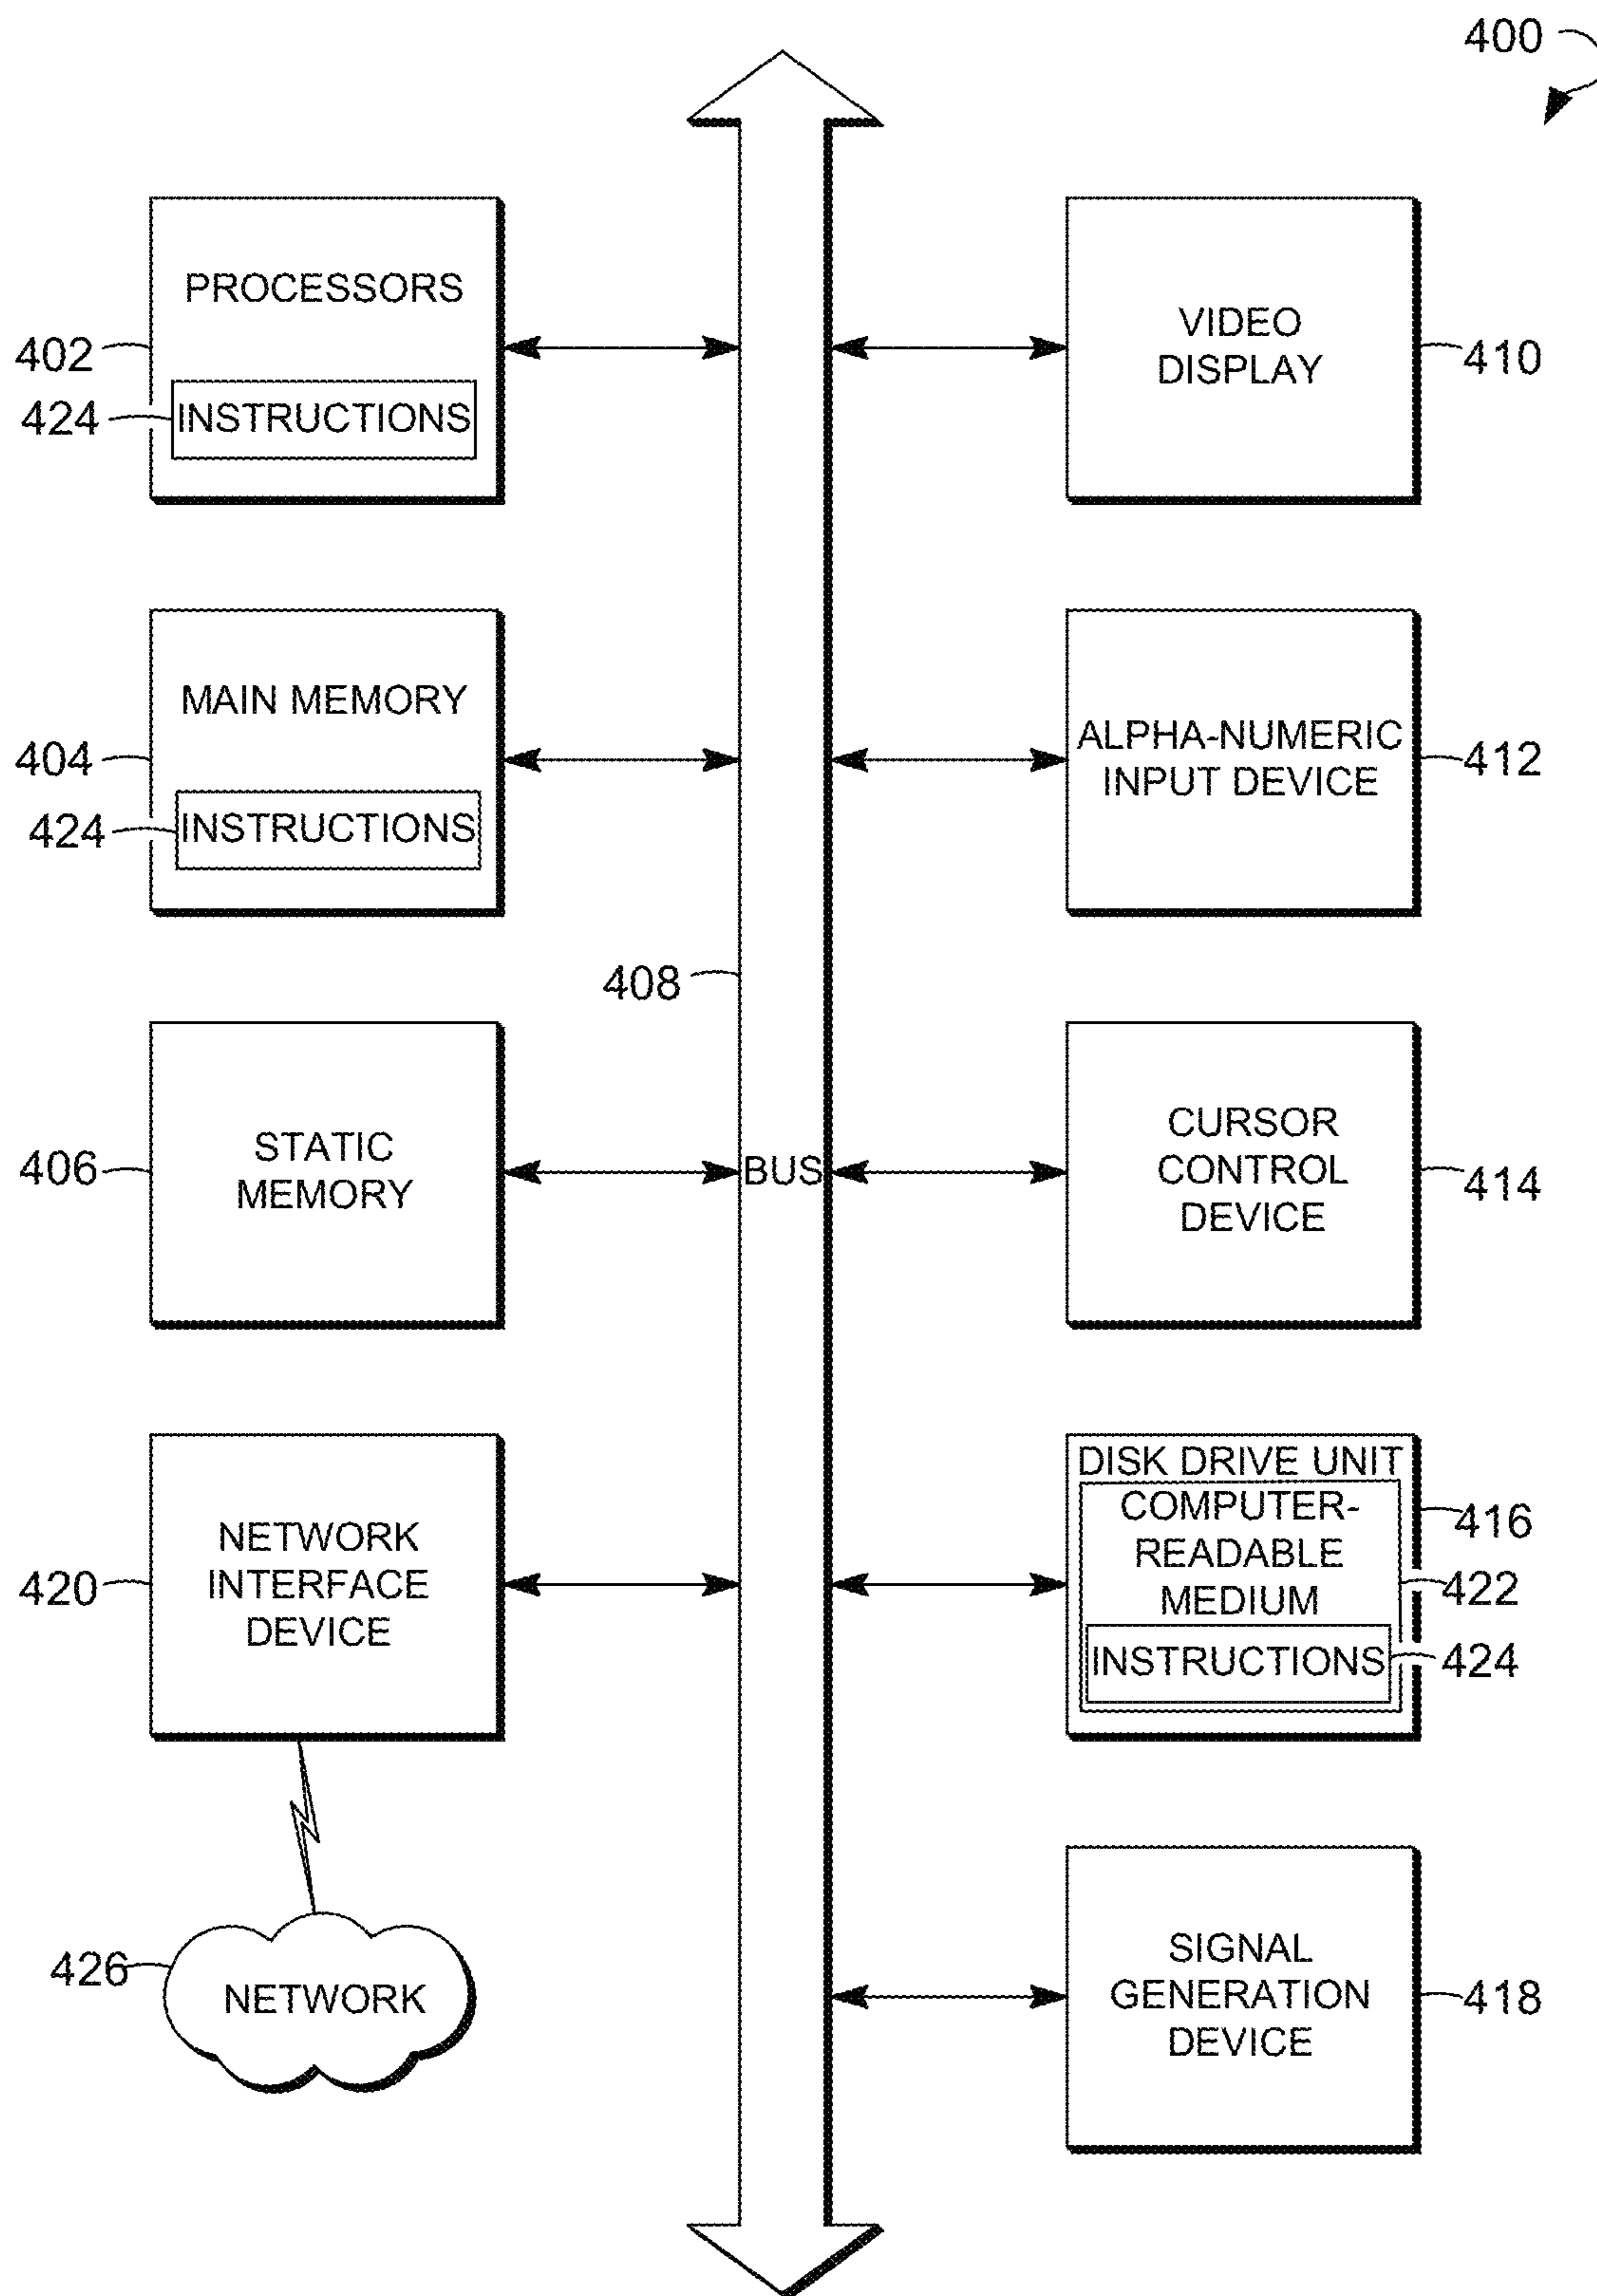 400
PROCESSORS
402
424
INSTRUCTIONS
VIDEO
DISPLAY
410
MAIN MEMORY
404
424
INSTRUCTIONS
ALPHA-NUMERIC
INPUT DEVICE
412
408
STATIC
MEMORY
406
BUS
CURSOR
CONTROL
DEVICE
414
NETWORK
INTERFACE
DEVICE
420
DISK DRIVE UNIT
COMPUTER-
READABLE
MEDIUM
INSTRUCTIONS
416
422
424
426
NETWORK
SIGNAL
GENERATION
DEVICE
418